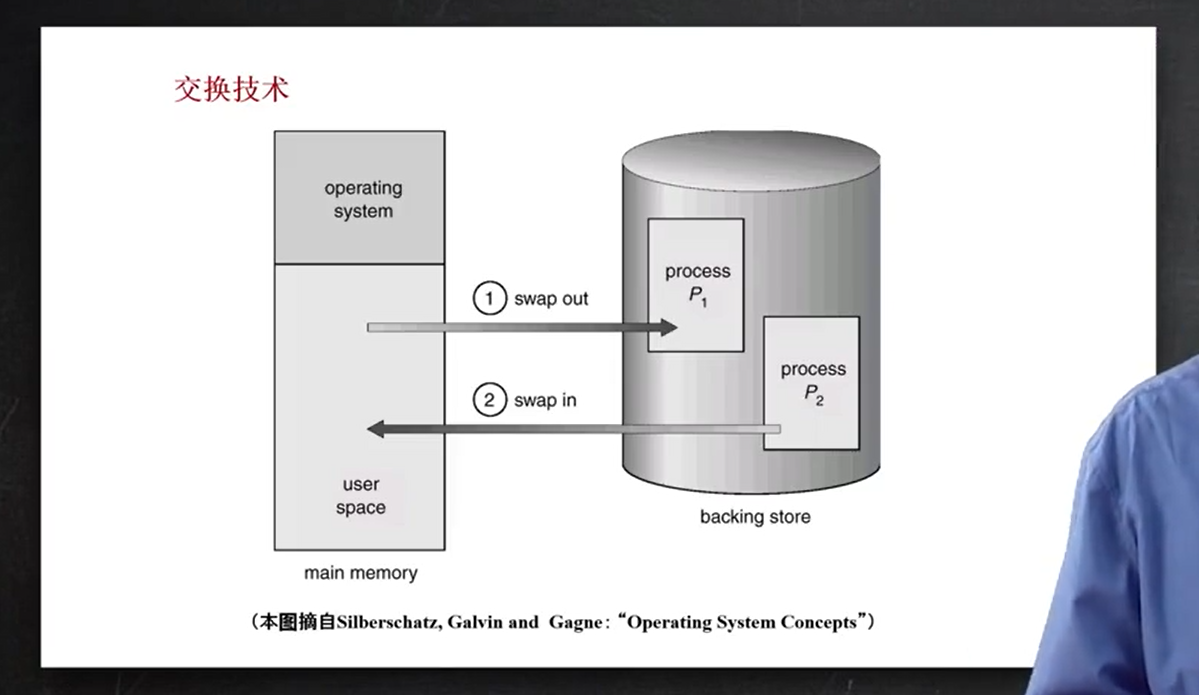 交换技术
operating
system
process
P1
1 swap out
process
P2
2 swap in
user
space
backing store
main memory
（本图摘自Silberschatz, Galvin and Gagne：“Operating System Concepts”）